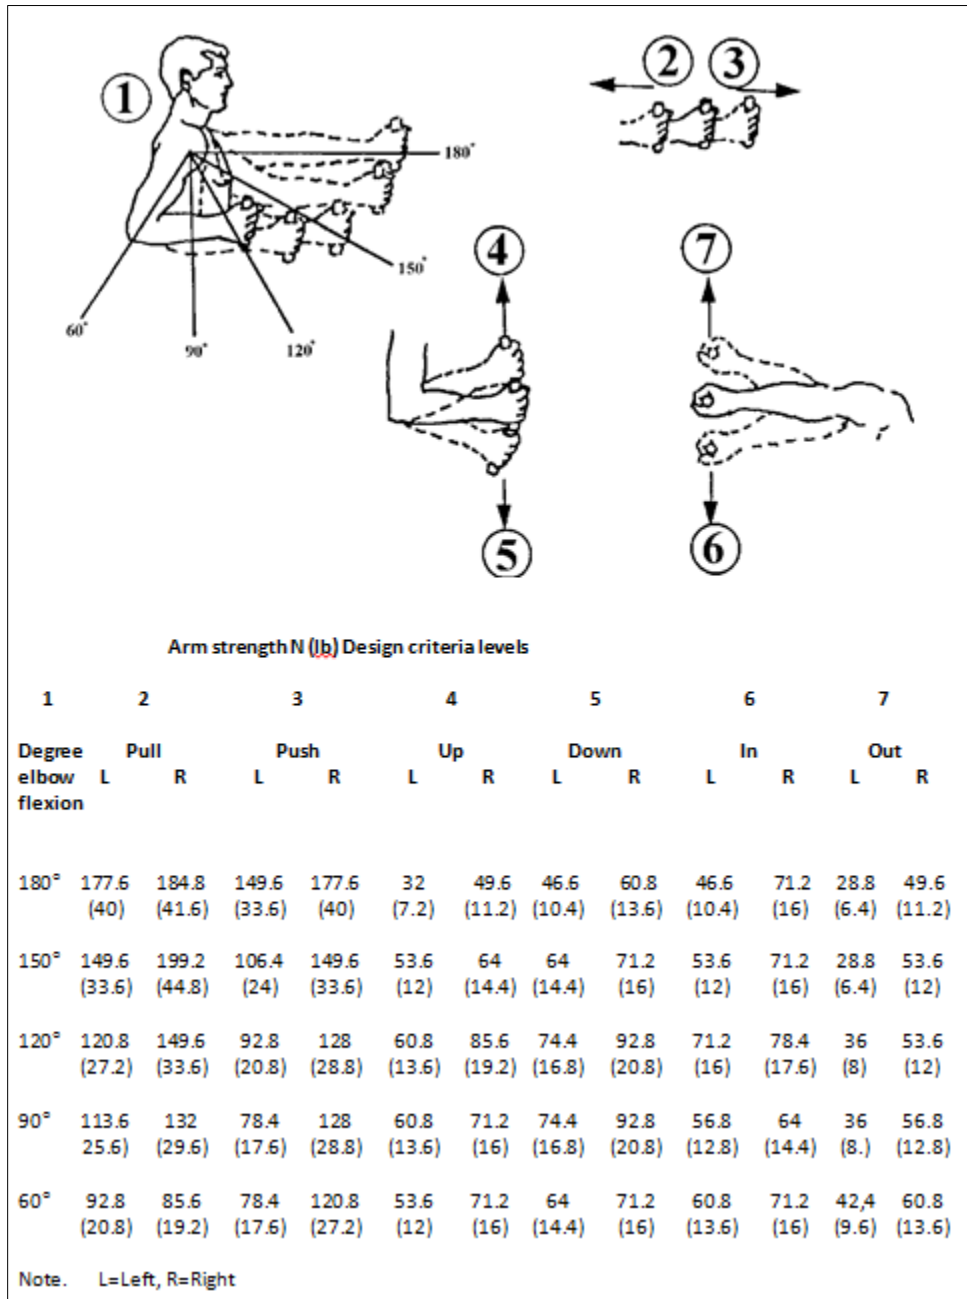 1
2
3
180°
150°
60°
90°
120°
4
7
5
6
Arm strength N (lb) Design criteria levels
1 2 3 4 5 6 7
Degree Pull Push Up Down In Out
elbow L R L R L R L R L R L R
flexion
180° 177.6 184.8 149.6 177.6 32 49.6 46.6 60.8 46.6 71.2 28.8 49.6
(40) (41.6) (33.6) (40) (7.2) (11.2) (10.4) (13.6) (10.4) (16) (6.4) (11.2)
150° 149.6 199.2 106.4 149.6 53.6 64 64 71.2 53.6 71.2 28.8 53.6
(33.6) (44.8) (24) (33.6) (12) (14.4) (14.4) (16) (12) (16) (6.4) (12)
120° 120.8 149.6 92.8 128 60.8 85.6 74.4 92.8 71.2 78.4 36 53.6
(27.2) (33.6) (20.8) (28.8) (13.6) (19.2) (16.8) (20.8) (16) (17.6) (8) (12)
90° 113.6 132 78.4 128 60.8 71.2 74.4 92.8 56.8 64 36 56.8
25.6) (29.6) (17.6) (28.8) (13.6) (16) (16.8) (20.8) (12.8) (14.4) (8.) (12.8)
60° 92.8 85.6 78.4 120.8 53.6 71.2 64 71.2 60.8 71.2 42,4 60.8
(20.8) (19.2) (17.6) (27.2) (12) (16) (14.4) (16) (13.6) (16) (9.6) (13.6)
Note. L=Left, R=Right